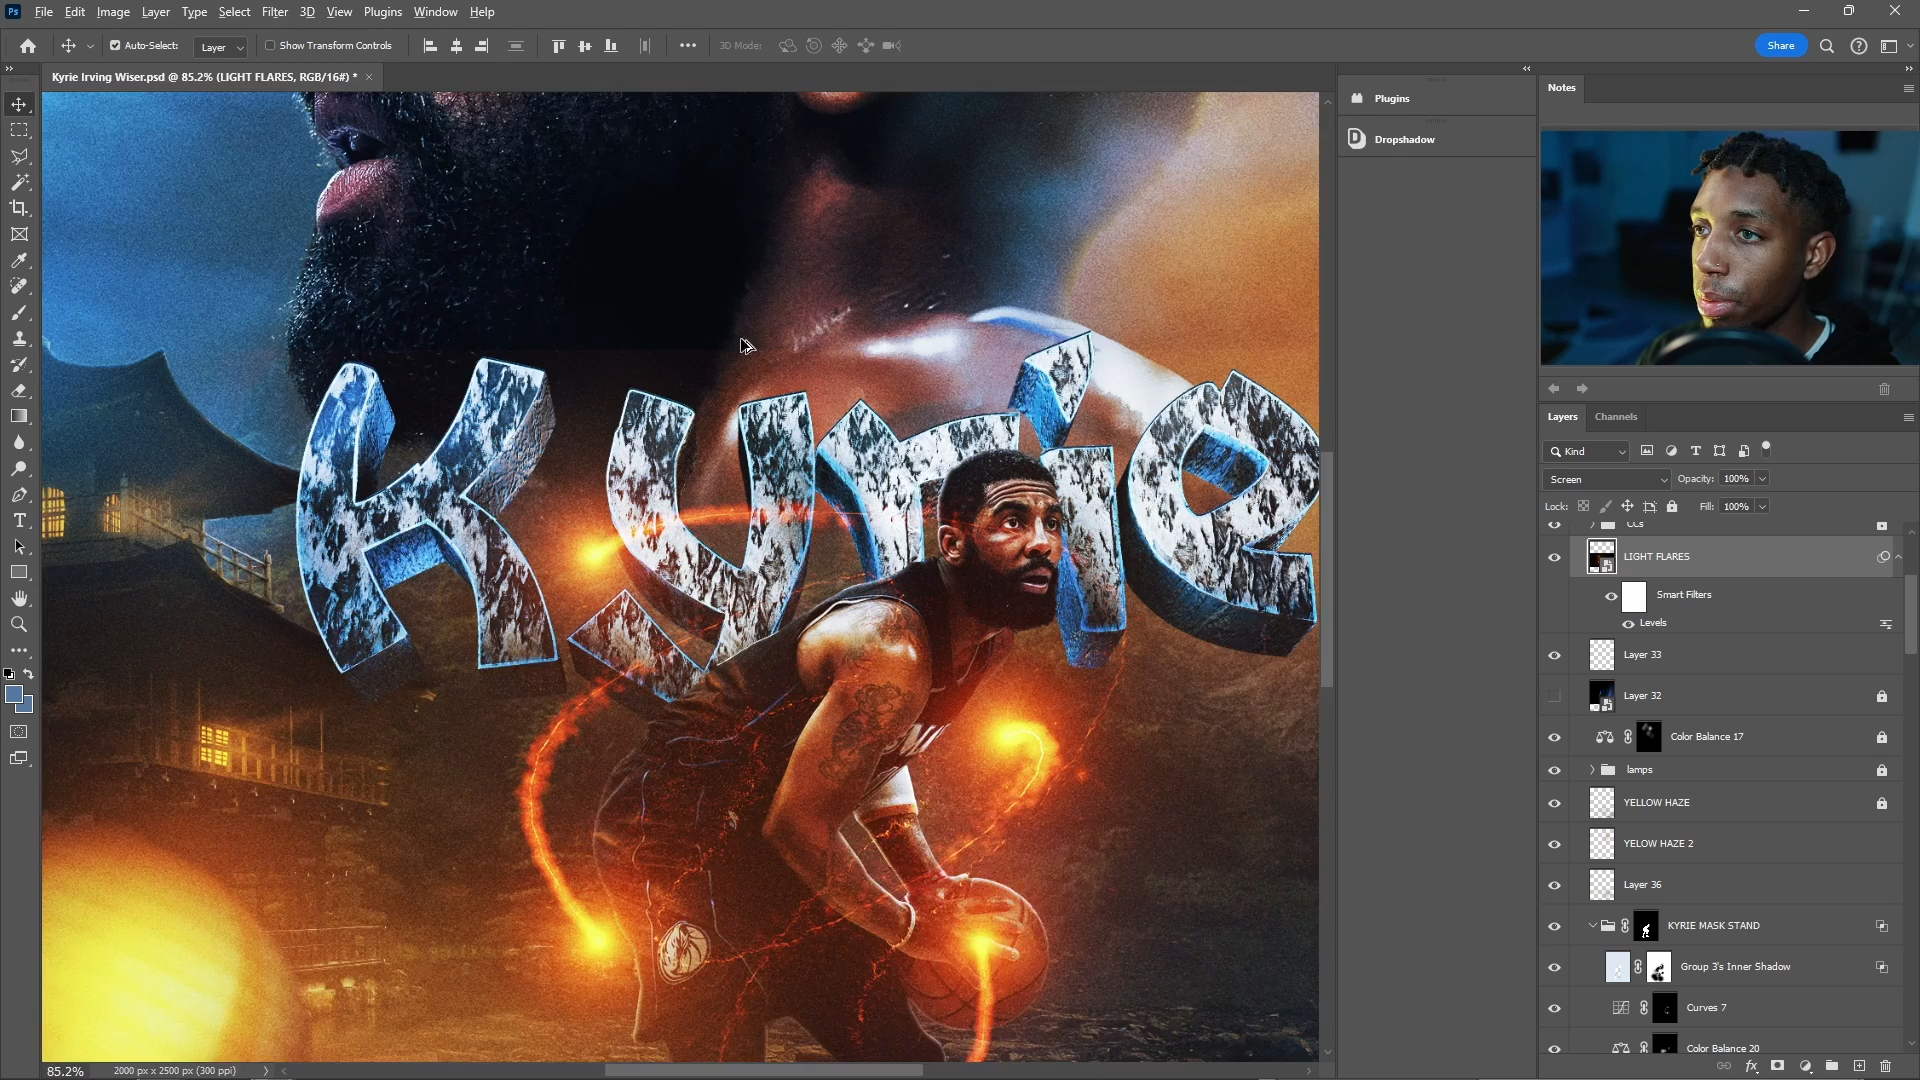 Ps File Edit Image Layer Type Select Filter 3D View Plugins Window Help
Auto-Select: Layer Show Transform Controls 3D Mode: Share
Kyrie Irving Wiser.psd @ 85.2% (LIGHT FLARES, RGB/16#) *
Plugins
Dropshadow
Notes
Kyrie
Layers Channels
Kind
Screen Opacity: 100%
Lock: Fill: 100%
CCs
LIGHT FLARES
Smart Filters
Levels
Layer 33
Layer 32
Color Balance 17
lamps
YELLOW HAZE
YELOW HAZE 2
Layer 36
KYRIE MASK STAND
Group 3's Inner Shadow
Curves 7
Color Balance 20
85.2% 2000 px x 2500 px (300 ppi)